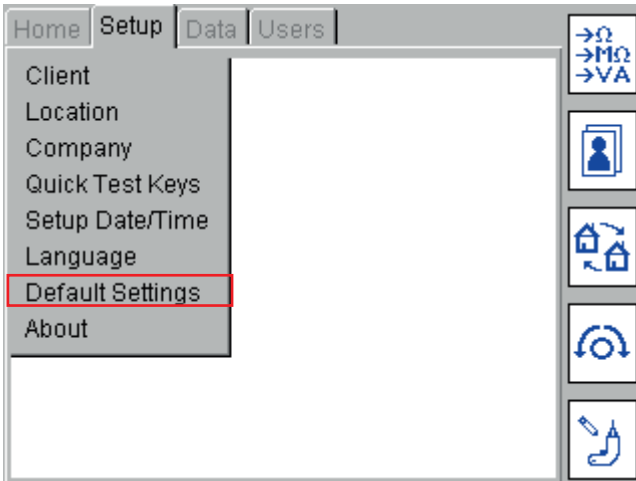 Home Setup Data Users
Client
Location
Company
Quick Test Keys
Setup Date/Time
Language
Default Settings
About
→Ω
→MΩ
→VA